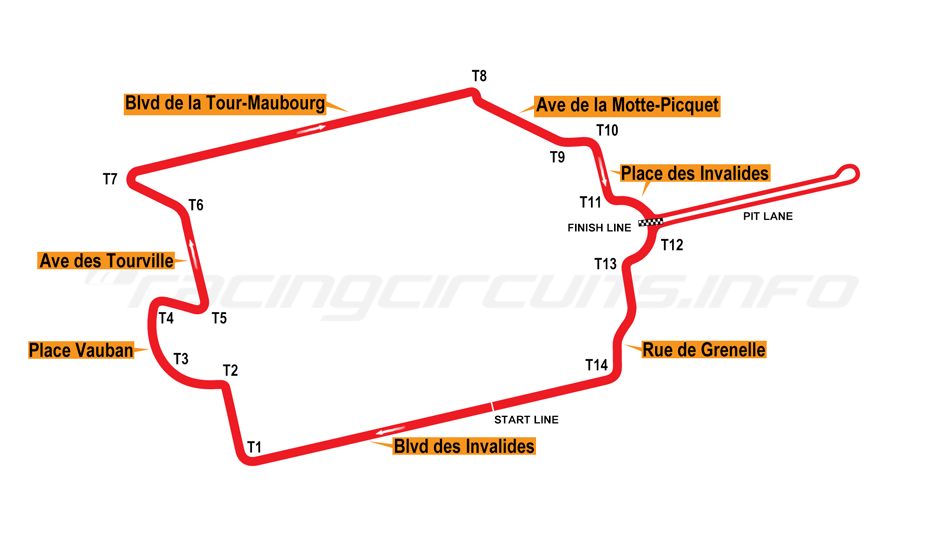 T8
Blvd de la Tour-Maubourg
Ave de la Motte-Picquet
T10
T9
Place des Invalides
T7
T11
T6
PIT LANE
FINISH LINE
T12
Ave des Tourville
T13
racingcircuits.info
T4
T5
Place Vauban
T3
Rue de Grenelle
T2
T14
START LINE
T1
Blvd des Invalides